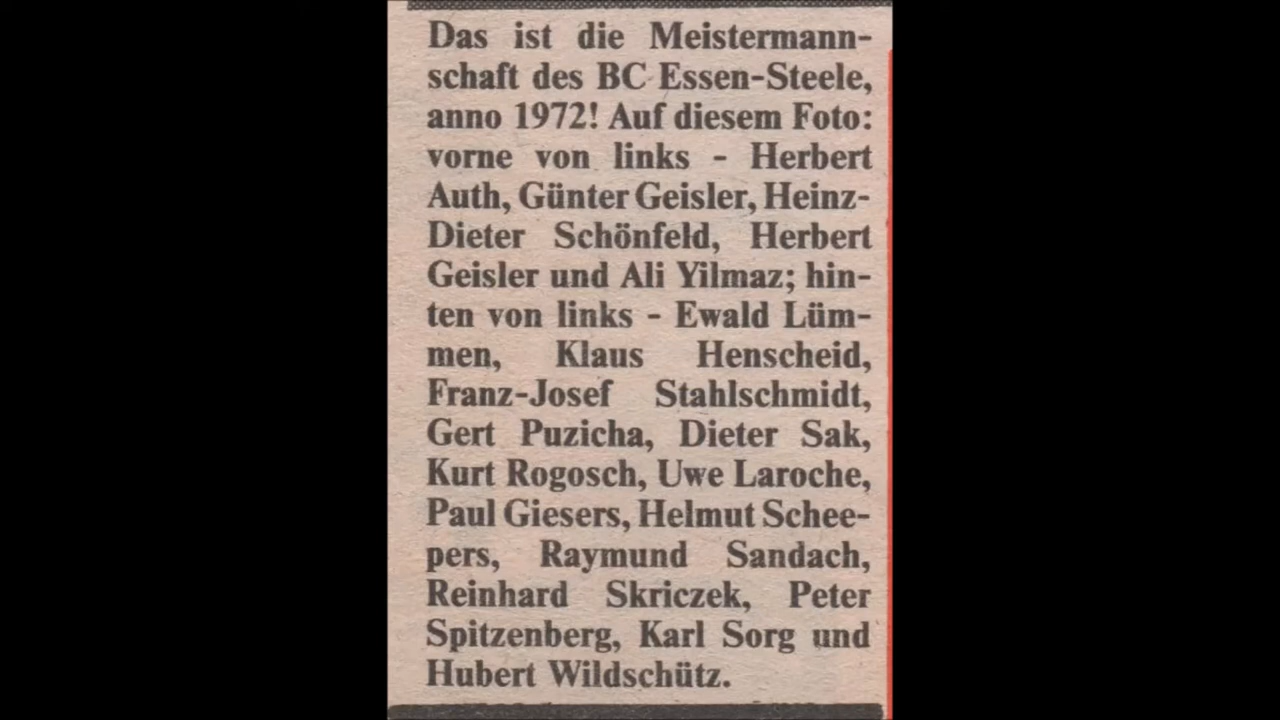 Das ist die Meistermann-
schaft des BC Essen-Steele,
anno 1972! Auf diesem Foto:
vorne von links - Herbert
Auth, Günter Geisler, Heinz-
Dieter Schönfeld, Herbert
Geisler und Ali Yilmaz; hin-
ten von links - Ewald Lüm-
men, Klaus Henscheid,
Franz-Josef Stahlschmidt,
Gert Puzicha, Dieter Sak,
Kurt Rogosch, Uwe Laroche,
Paul Giesers, Helmut Schee-
pers, Raymund Sandach,
Reinhard Skriczek, Peter
Spitzenberg, Karl Sorg und
Hubert Wildschütz.